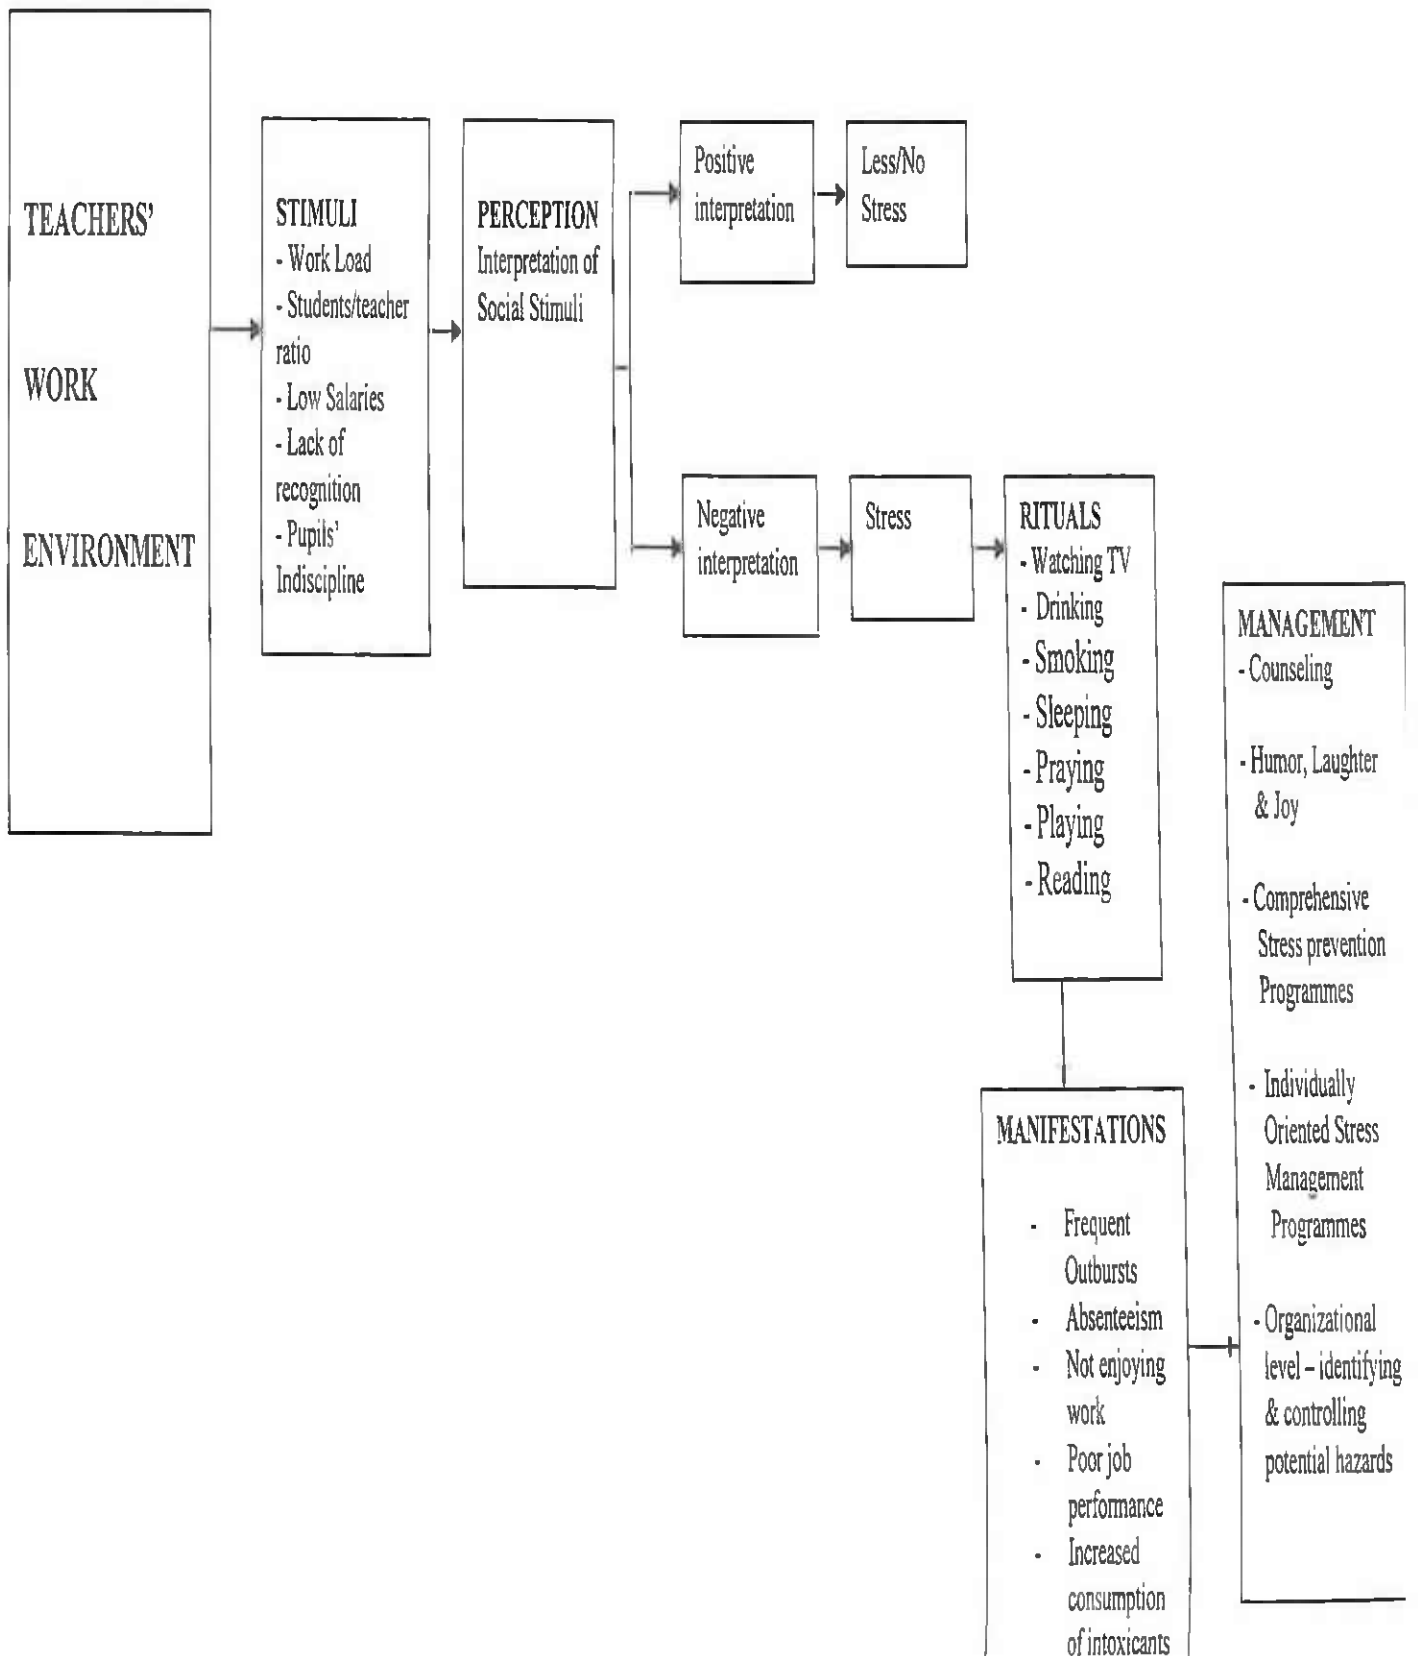 TEACHERS'
WORK
ENVIRONMENT
STIMULI
- Work Load
- Students/teacher
ratio
- Low Salaries
- Lack of
recognition
- Pupils'
Indiscipline
PERCEPTION
Interpretation of
Social Stimuli
Positive
interpretation
Less/No
Stress
Negative
interpretation
Stress
RITUALS
- Watching TV
- Drinking
- Smoking
- Sleeping
- Praying
- Playing
- Reading
MANIFESTATIONS
- Frequent
Outbursts
- Absenteeism
- Not enjoying
work
- Poor job
performance
- Increased
consumption
of intoxicants
MANAGEMENT
- Counseling
- Humor, Laughter
& Joy
- Comprehensive
Stress prevention
Programmes
- Individually
Oriented Stress
Management
Programmes
- Organizational
level – identifying
& controlling
potential hazards